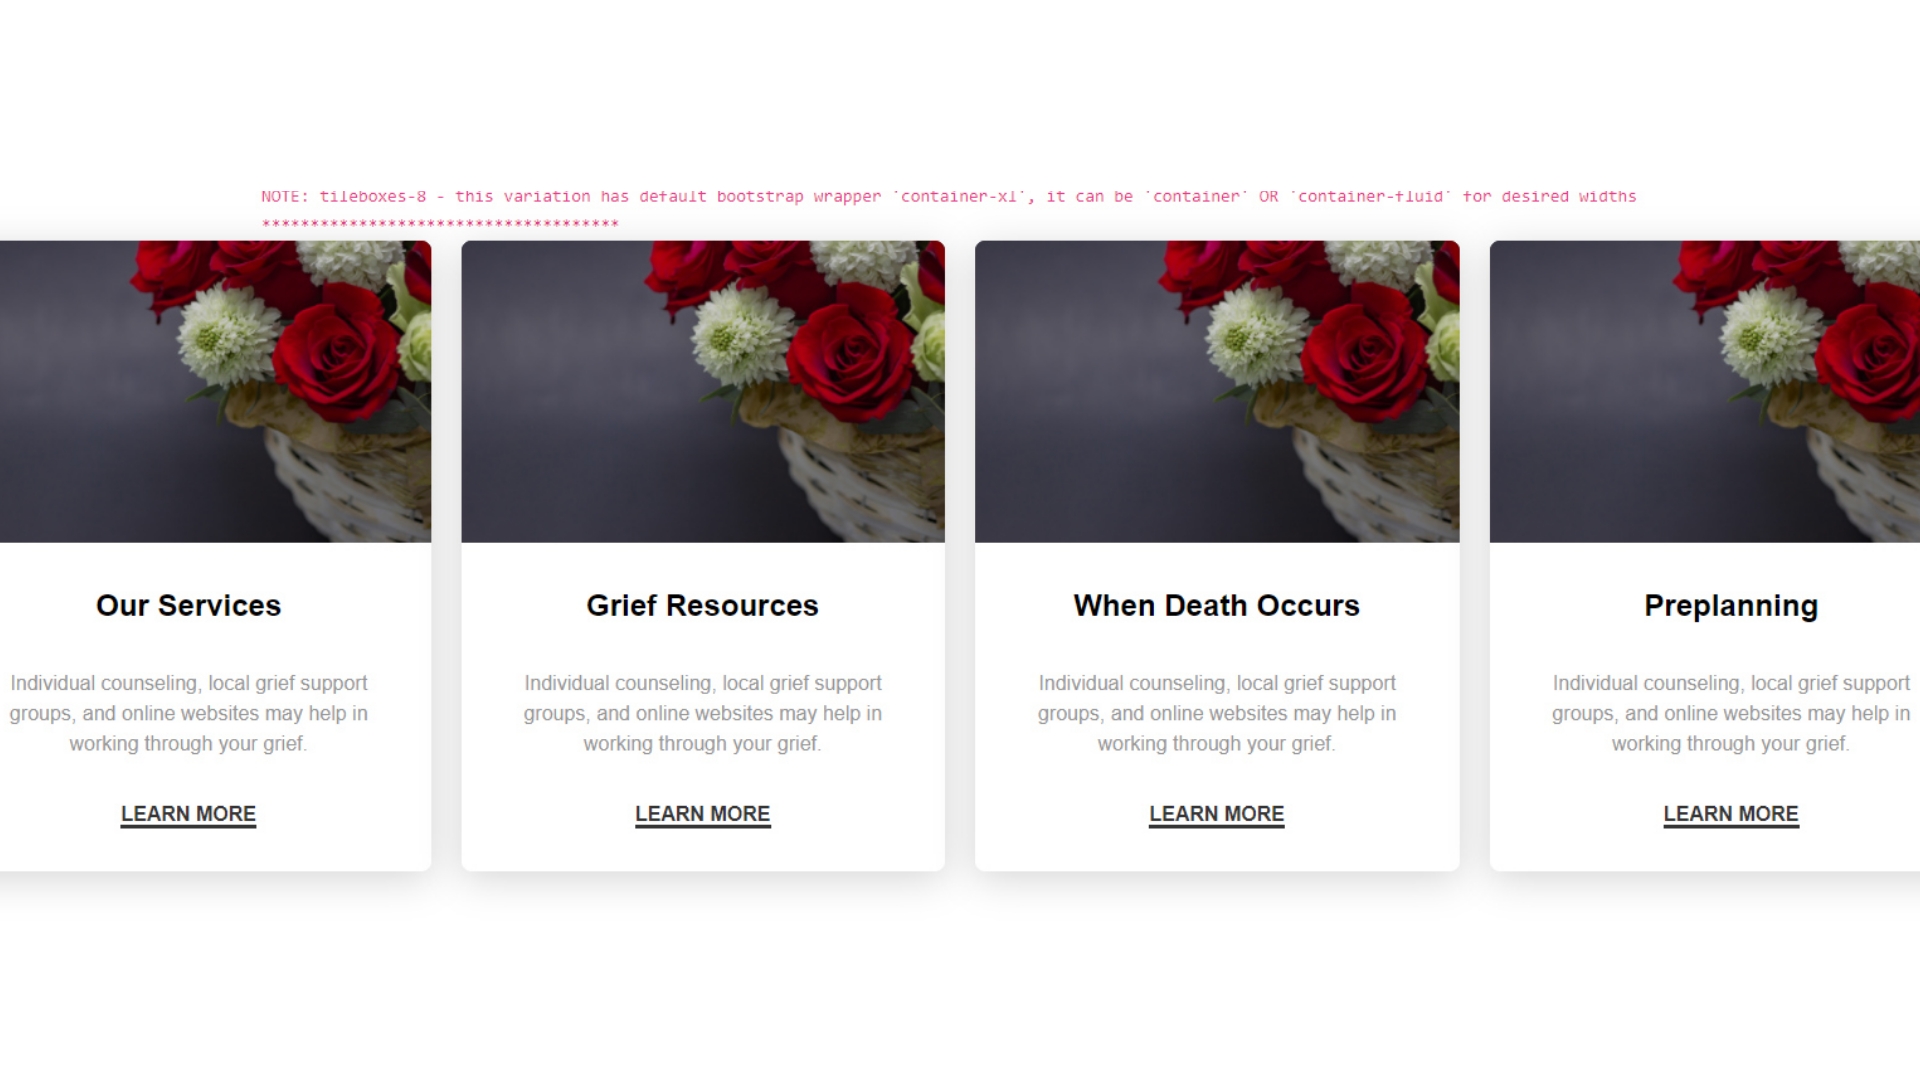 NOTE: tileboxes-8 - this variation has default bootstrap wrapper `container-xl`, it can be `container` OR `container-fluid` for desired widths
*************************************
Our Services
Individual counseling, local grief support
groups, and online websites may help in
working through your grief.
LEARN MORE
Grief Resources
Individual counseling, local grief support
groups, and online websites may help in
working through your grief.
LEARN MORE
When Death Occurs
Individual counseling, local grief support
groups, and online websites may help in
working through your grief.
LEARN MORE
Preplanning
Individual counseling, local grief support
groups, and online websites may help in
working through your grief.
LEARN MORE